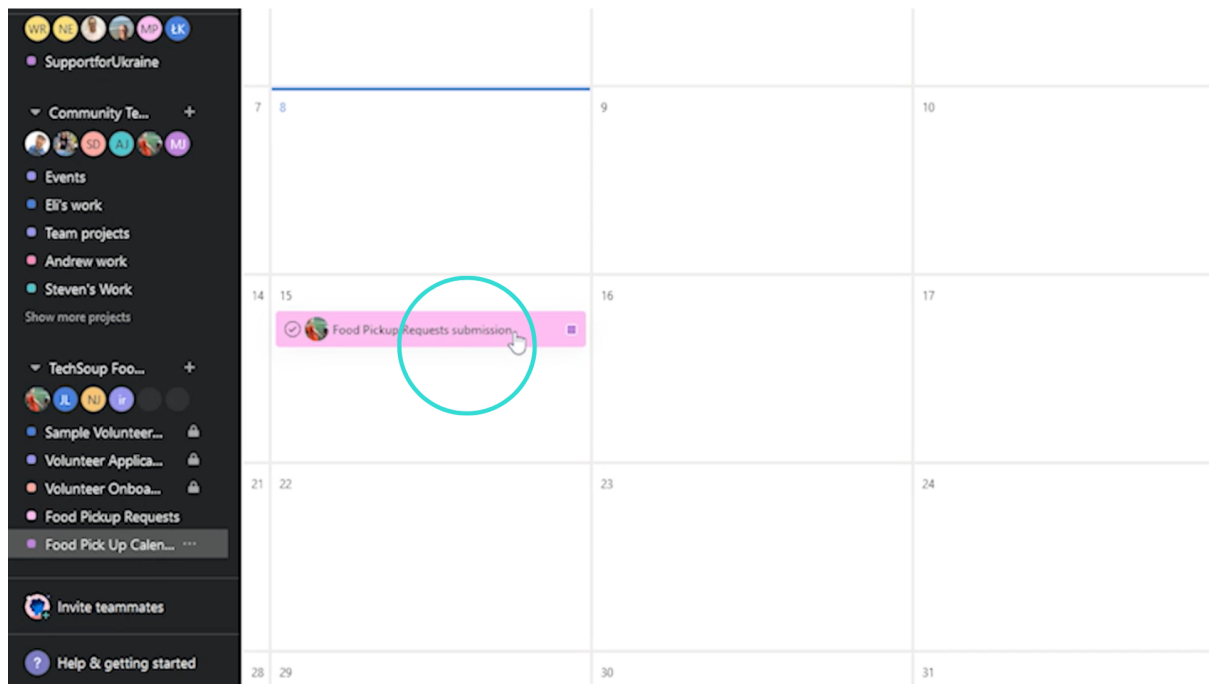 WR NE MP ŁK
SupportforUkraine
Community Te... +
SD AJ MJ
Events
Eli's work
Team projects
Andrew work
Steven's Work
Show more projects
TechSoup Foo... +
JL NJ ir
Sample Volunteer...
Volunteer Applica...
Volunteer Onboa...
Food Pickup Requests
Food Pick Up Calen... ...
Invite teammates
? Help & getting started
7 8 9 10
14 15 16 17
Food Pickup Requests submission
21 22 23 24
28 29 30 31